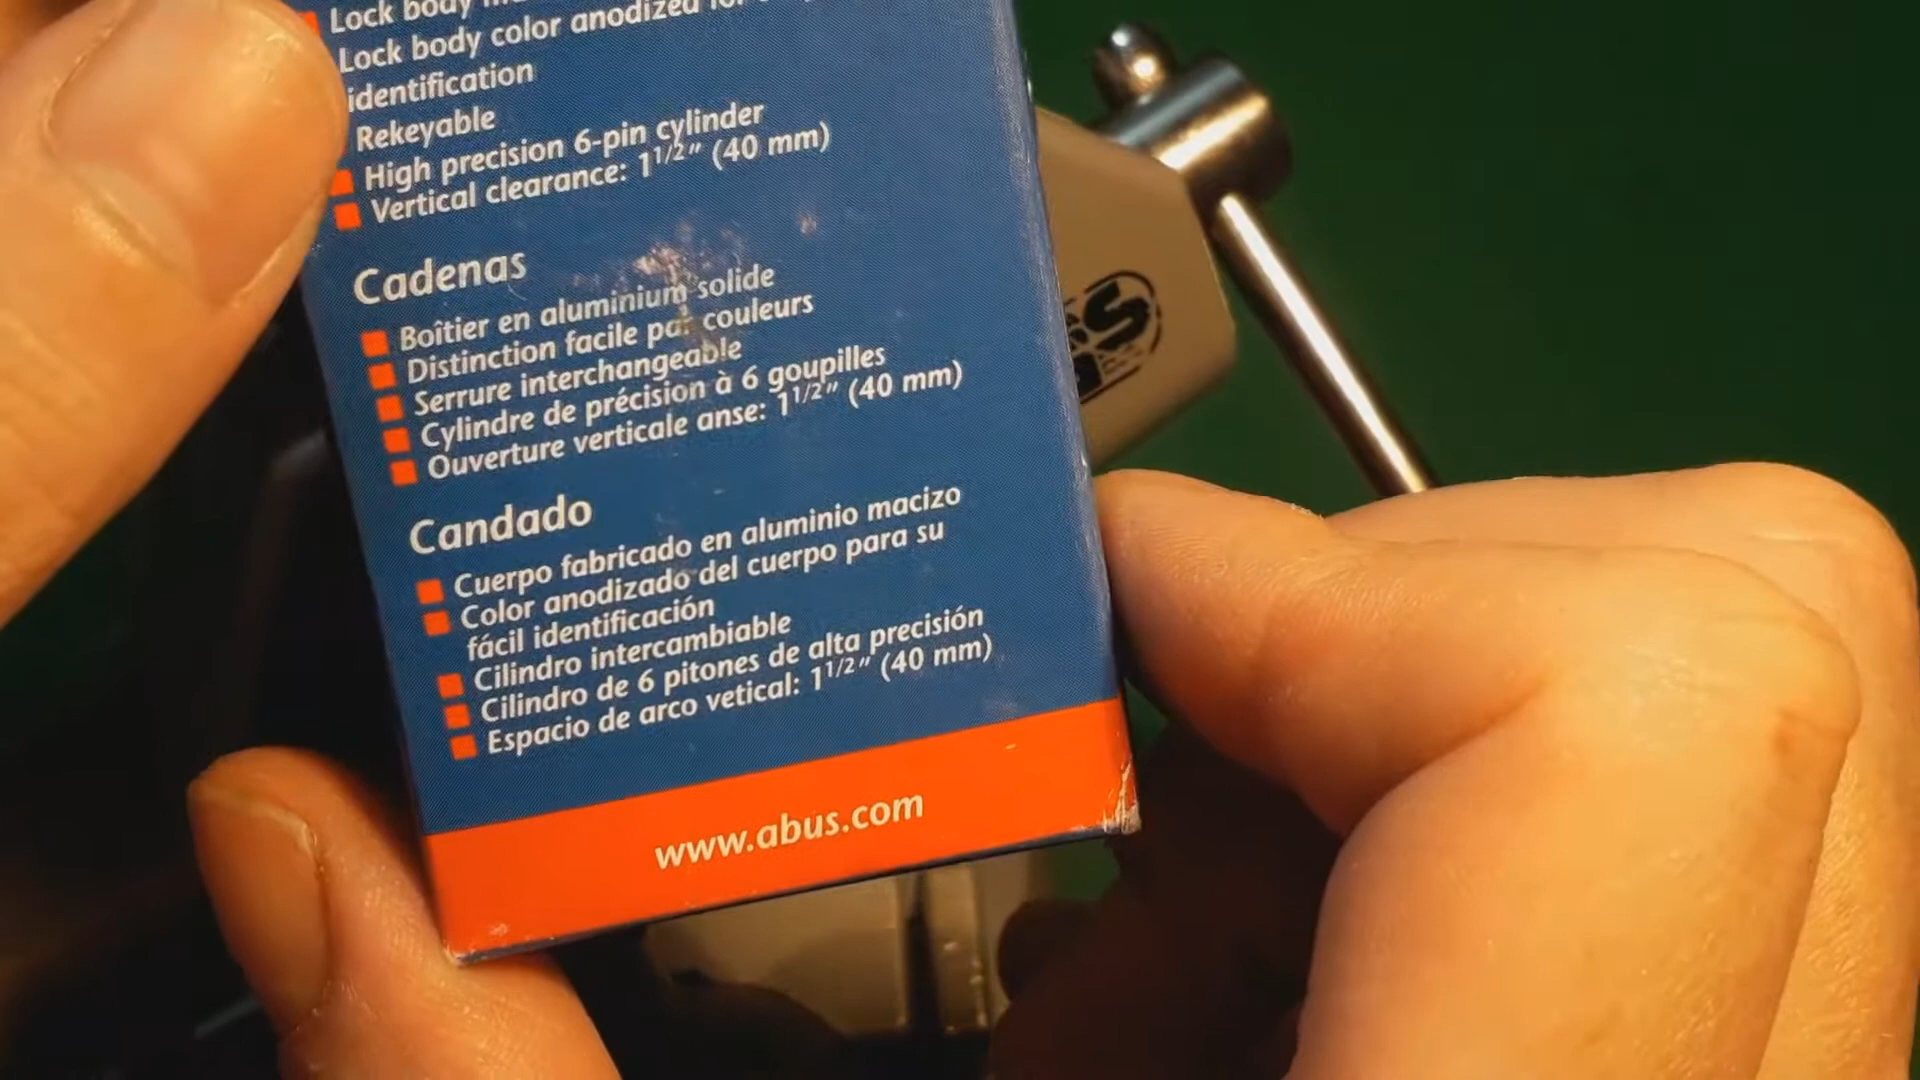 Lock body
Lock body color anodized
identification
Rekeyable
High precision 6-pin cylinder
Vertical clearance: 1 1/2" (40 mm)
Cadenas
Boîtier en aluminium solide
Distinction facile par couleurs
Serrure interchangeable
Cylindre de précision à 6 goupilles
Ouverture verticale anse: 1 1/2" (40 mm)
Candado
Cuerpo fabricado en aluminio macizo
Color anodizado del cuerpo para su
fácil identificación
Cilindro intercambiable
Cilindro de 6 pitones de alta precisión
Espacio de arco vetical: 1 1/2" (40 mm)
www.abus.com